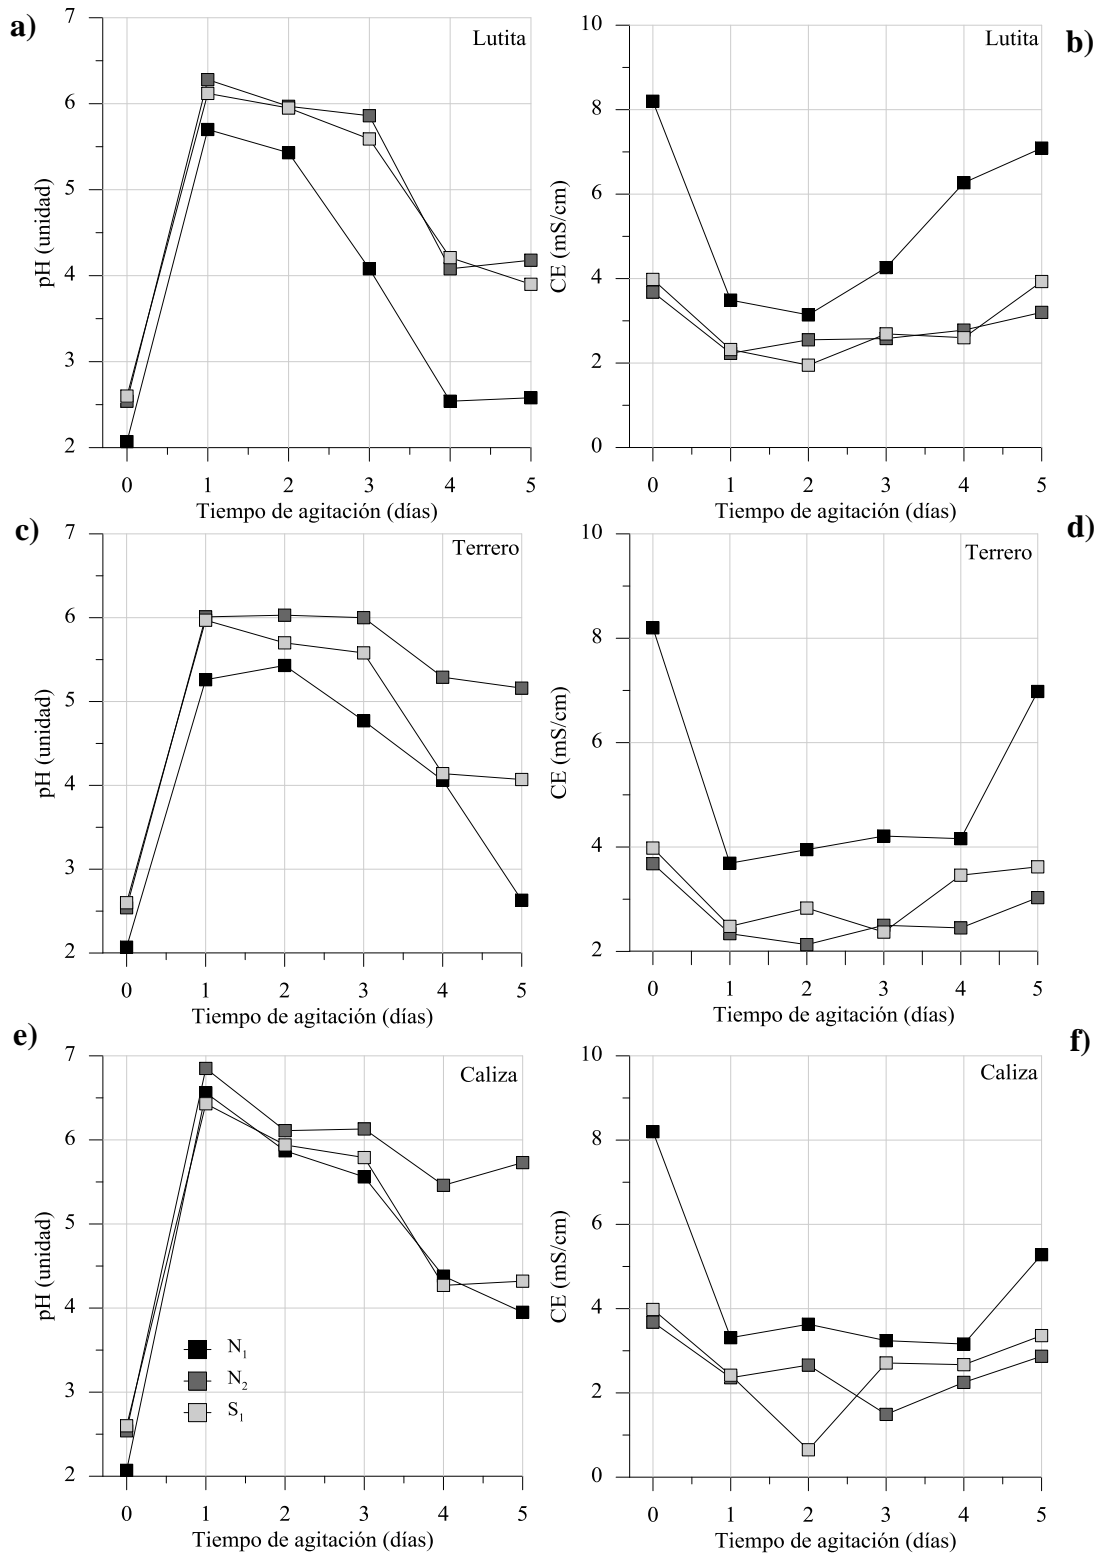 a)
7
6
5
4
3
2
pH (unidad)
Lutita
0 1 2 3 4 5
Tiempo de agitación (días)
b)
10
8
6
4
2
0
CE (mS/cm)
Lutita
0 1 2 3 4 5
Tiempo de agitación (días)
c)
7
6
5
4
3
2
pH (unidad)
Terrero
0 1 2 3 4 5
Tiempo de agitación (días)
d)
10
8
6
4
2
CE (mS/cm)
Terrero
0 1 2 3 4 5
Tiempo de agitación (días)
e)
7
6
5
4
3
2
pH (unidad)
Caliza
N₁
N₂
S₁
0 1 2 3 4 5
Tiempo de agitación (días)
f)
10
8
6
4
2
0
CE (mS/cm)
Caliza
0 1 2 3 4 5
Tiempo de agitación (días)